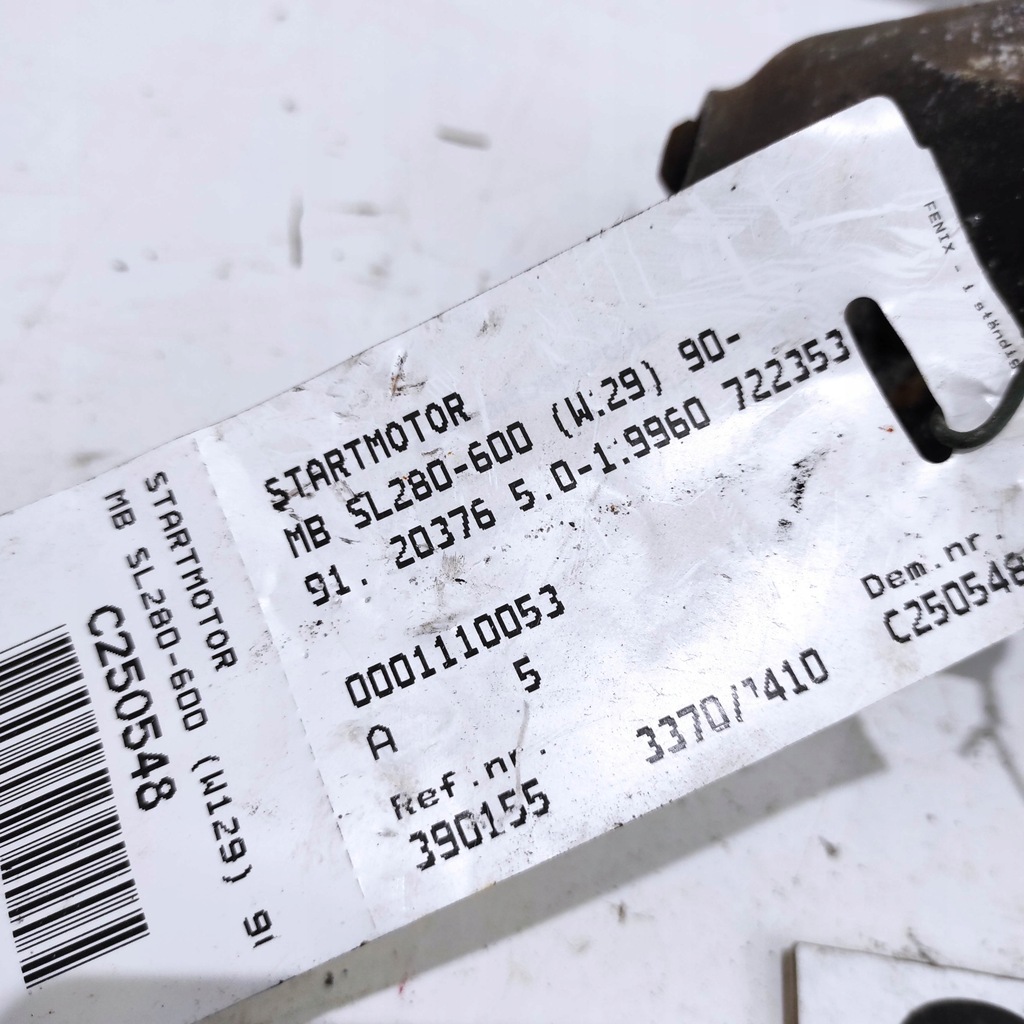 STARTMOTOR
MB SL280-600 (W.29) 90-
91. 20376 5.0-1.9960 722353
0001110053
A 5
Ref.nr. 3370/1410 Dem.nr.
390155 C250548
STARTMOTOR
MB SL280-600 (W129) 91
C250548
FENIX - i